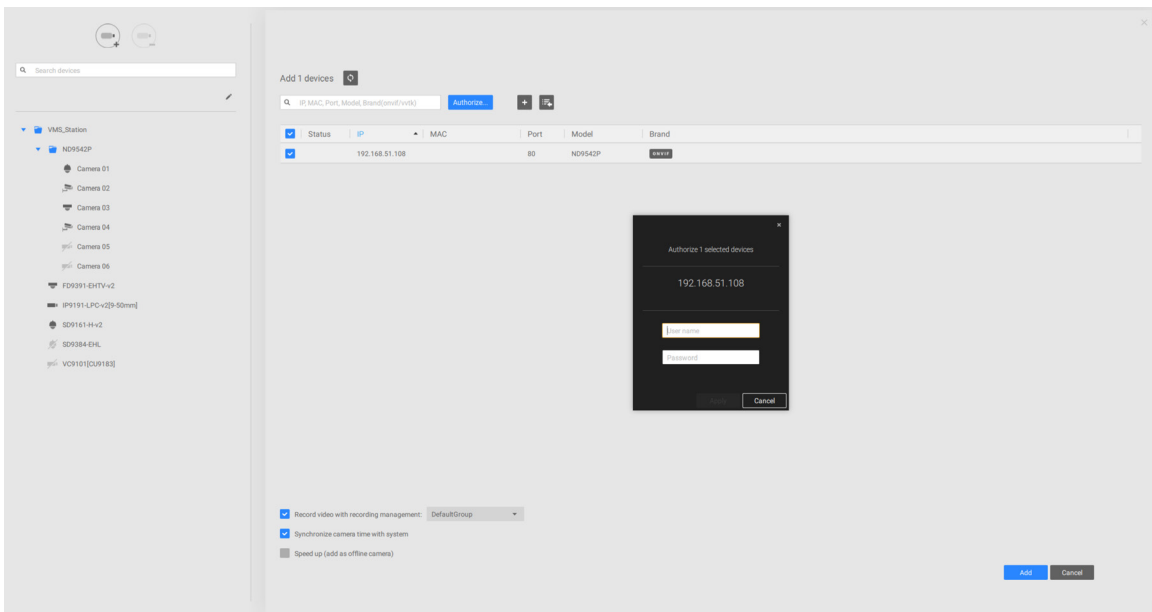 Search devices
VMS_Station
ND9542P
Camera 01
Camera 02
Camera 03
Camera 04
Camera 05
Camera 06
FD9391-EHTV-v2
IP9191-LPC-v2[9-50mm]
SD9161-H-v2
SD9384-EHL
VC9101[CU9183]
Add 1 devices
IP, MAC, Port, Model, Brand(onvif/vvtk) Authorize...
Status IP MAC Port Model Brand
192.168.51.108 80 ND9542P ONVIF
Authorize 1 selected devices
192.168.51.108
User name
Password
Apply Cancel
Record video with recording management: DefaultGroup
Synchronize camera time with system
Speed up (add as offline camera)
Add Cancel